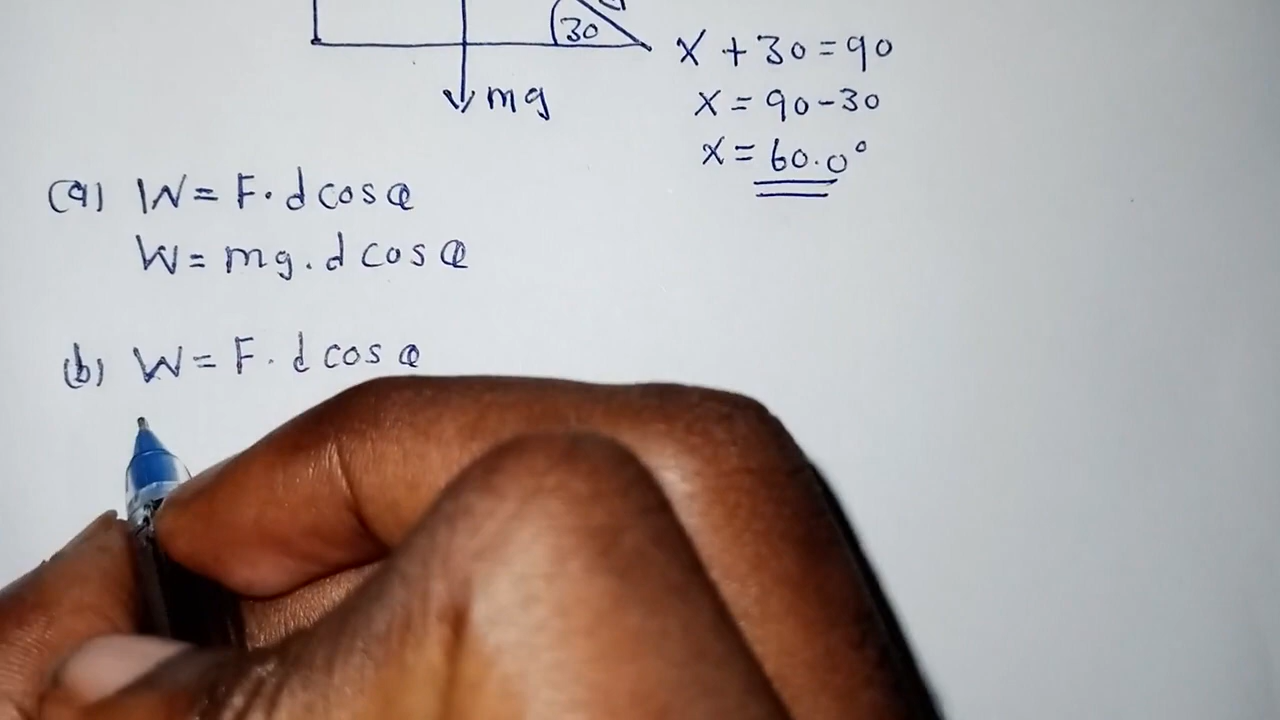 30
x + 30 = 90
mg
x = 90 - 30
x = 60.0°
(a) W = F. d cos θ
W = mg. d cos θ
(b) W = F. d cos θ